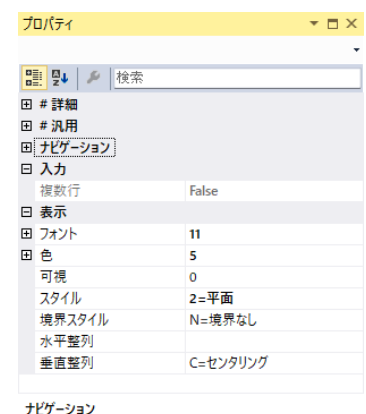 プロパティ
検索
# 詳細
# 汎用
ナビゲーション
入力
複数行 False
表示
フォント 11
色 5
可視 0
スタイル 2=平面
境界スタイル N=境界なし
水平整列
垂直整列 C=センタリング
ナビゲーション